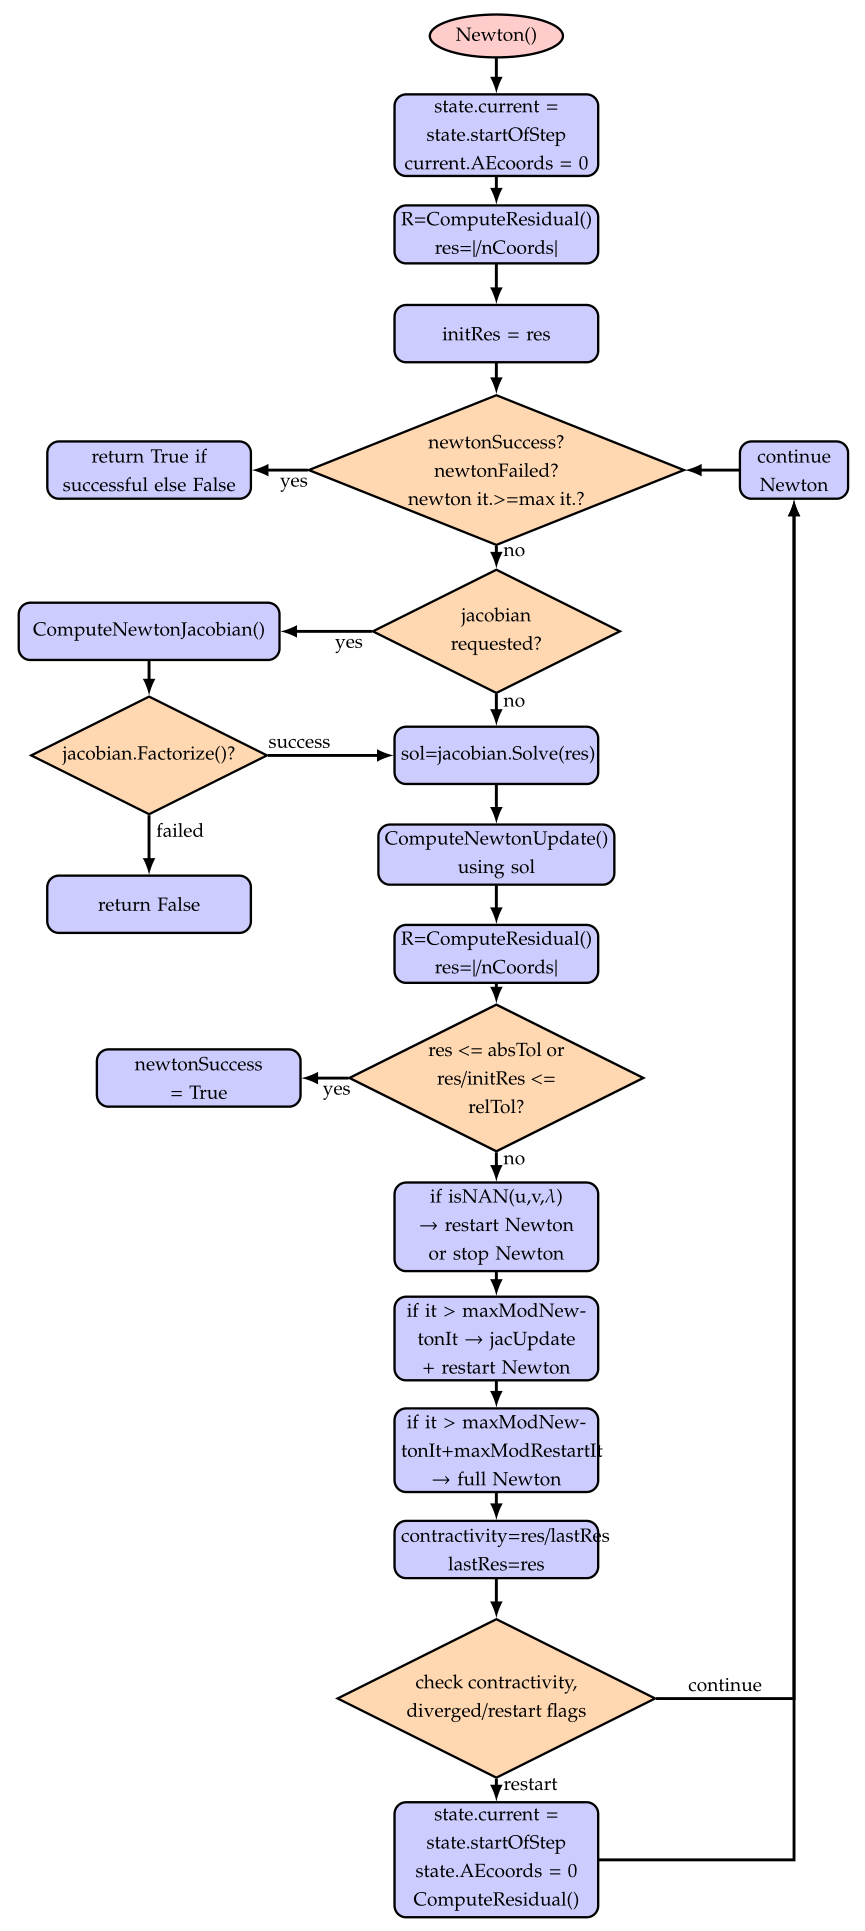 Newton()
state.current =
state.startOfStep
current.AEcoords = 0
R=ComputeResidual()
res=|/nCoords|
initRes = res
newtonSuccess?
newtonFailed?
newton it.>=max it.?
return True if
successful else False
yes
continue
Newton
no
jacobian
requested?
ComputeNewtonJacobian()
yes
no
jacobian.Factorize()?
success
sol=jacobian.Solve(res)
failed
ComputeNewtonUpdate()
using sol
return False
R=ComputeResidual()
res=|/nCoords|
res <= absTol or
res/initRes <=
relTol?
newtonSuccess
= True
yes
no
if isNAN(u,v,λ)
→ restart Newton
or stop Newton
if it > maxModNew-
tonIt → jacUpdate
+ restart Newton
if it > maxModNew-
tonIt+maxModRestartIt
→ full Newton
contractivity=res/lastRes
lastRes=res
check contractivity,
diverged/restart flags
continue
restart
state.current =
state.startOfStep
state.AEcoords = 0
ComputeResidual()